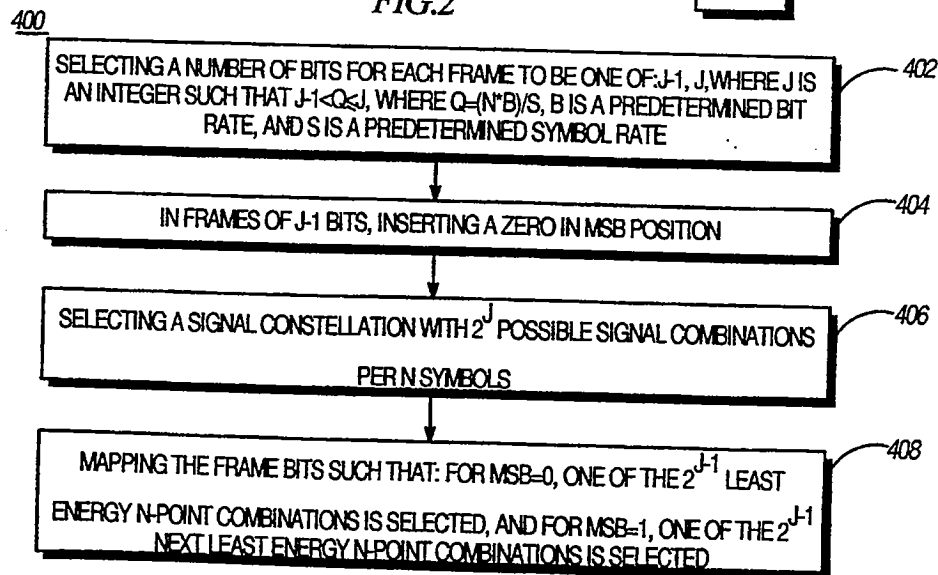 FIG.2
400
SELECTING A NUMBER OF BITS FOR EACH FRAME TO BE ONE OF:J-1, J,WHERE J IS
AN INTEGER SUCH THAT J-1<Q≤J, WHERE Q=(N*B)/S, B IS A PREDETERMINED BIT
RATE, AND S IS A PREDETERMINED SYMBOL RATE
402
IN FRAMES OF J-1 BITS, INSERTING A ZERO IN MSB POSITION
404
SELECTING A SIGNAL CONSTELLATION WITH 2^J POSSIBLE SIGNAL COMBINATIONS
PER N SYMBOLS
406
MAPPING THE FRAME BITS SUCH THAT: FOR MSB=0, ONE OF THE 2^J-1 LEAST
ENERGY N-POINT COMBINATIONS IS SELECTED, AND FOR MSB=1, ONE OF THE 2^J-1
NEXT LEAST ENERGY N-POINT COMBINATIONS IS SELECTED
408